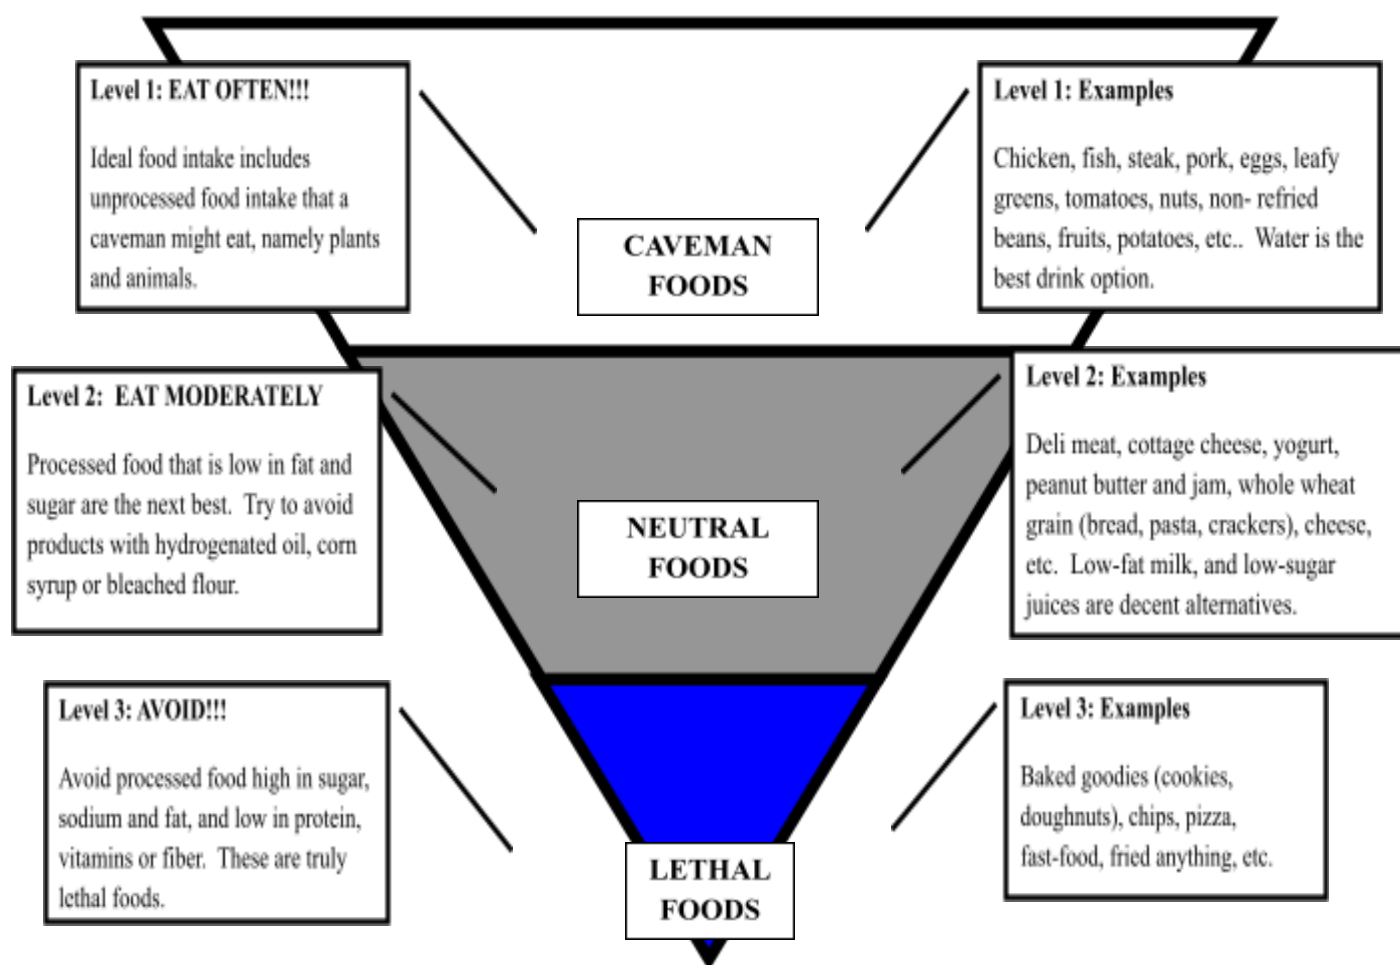 Level 1: EAT OFTEN!!!
Ideal food intake includes
unprocessed food intake that a
caveman might eat, namely plants
and animals.
CAVEMAN
FOODS
Level 1: Examples
Chicken, fish, steak, pork, eggs, leafy
greens, tomatoes, nuts, non- refried
beans, fruits, potatoes, etc.. Water is the
best drink option.
Level 2: EAT MODERATELY
Processed food that is low in fat and
sugar are the next best. Try to avoid
products with hydrogenated oil, corn
syrup or bleached flour.
NEUTRAL
FOODS
Level 2: Examples
Deli meat, cottage cheese, yogurt,
peanut butter and jam, whole wheat
grain (bread, pasta, crackers), cheese,
etc. Low-fat milk, and low-sugar
juices are decent alternatives.
Level 3: AVOID!!!
Avoid processed food high in sugar,
sodium and fat, and low in protein,
vitamins or fiber. These are truly
lethal foods.
LETHAL
FOODS
Level 3: Examples
Baked goodies (cookies,
doughnuts), chips, pizza,
fast-food, fried anything, etc.